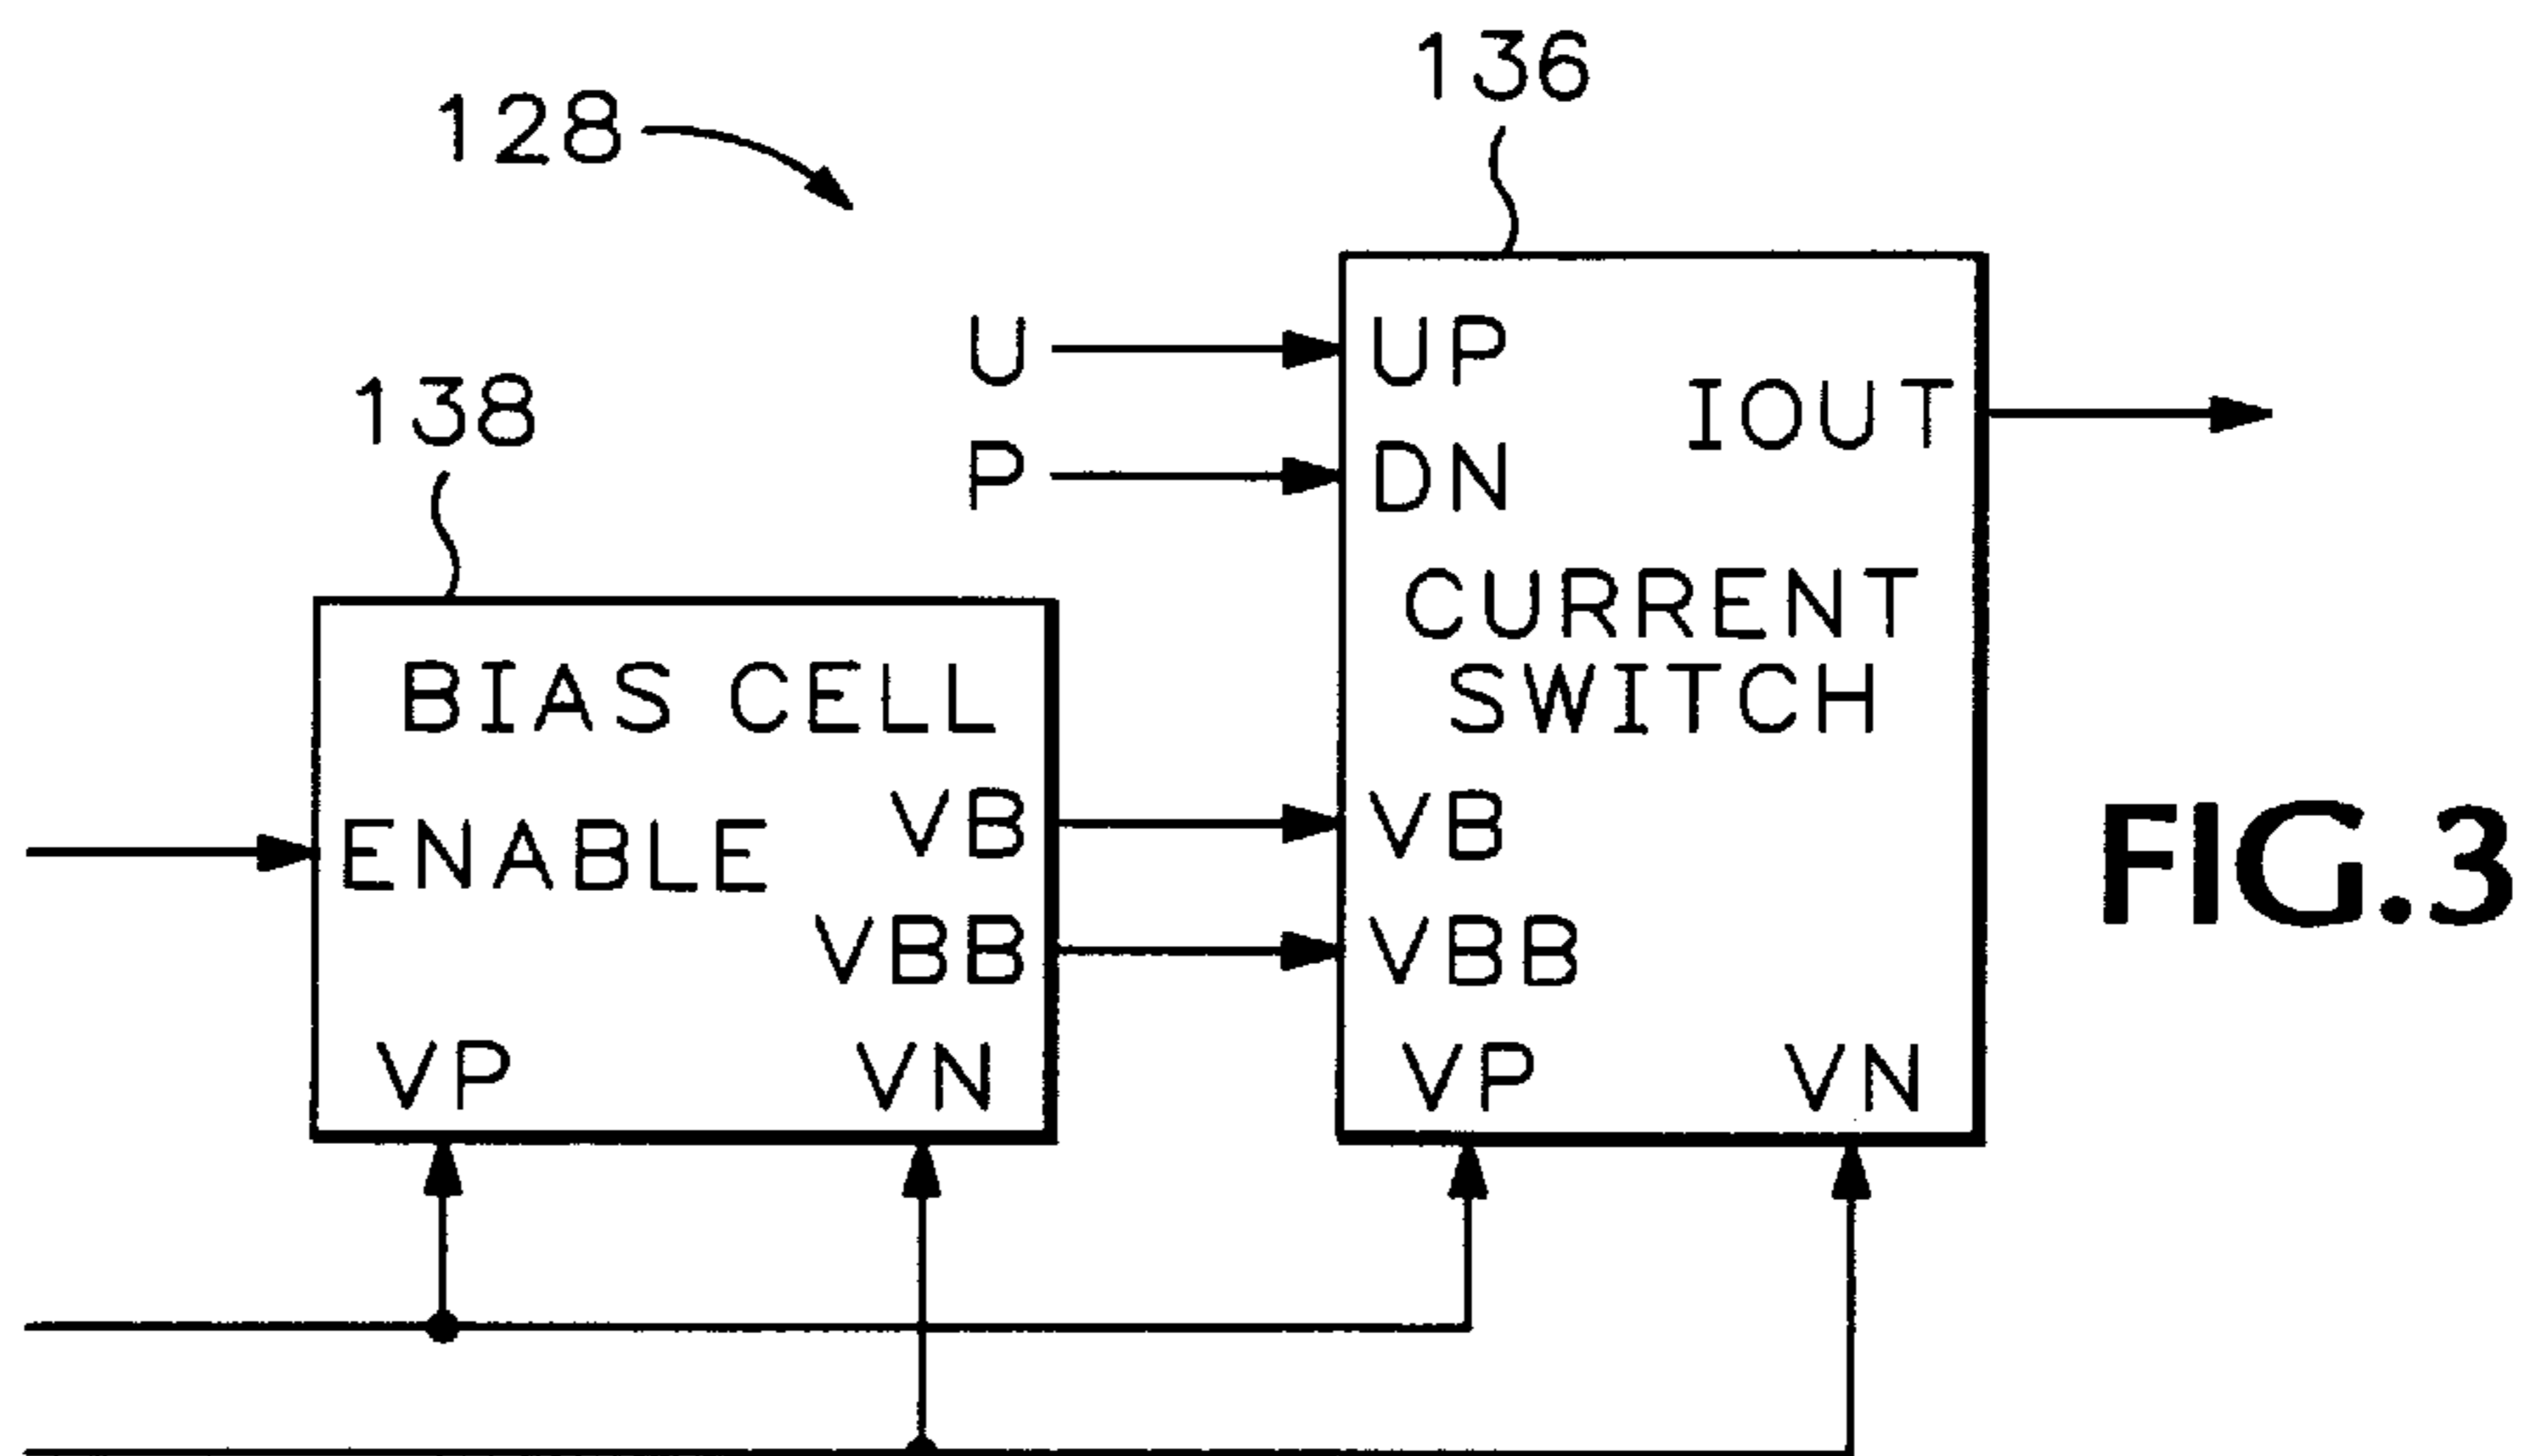 128
136
138
U
P
UP
DN
IOUT
CURRENT
SWITCH
VB
VBB
VP
VN
BIAS CELL
ENABLE
VB
VBB
VP
VN
FIG.3